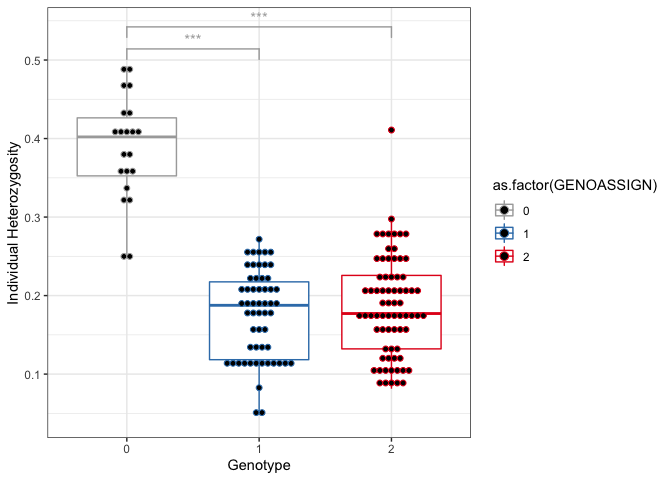 ***
***
0.5
0.4
0.3
0.2
0.1
Individual Heterozygosity
0 1 2
Genotype
as.factor(GENOASSIGN)
0
1
2